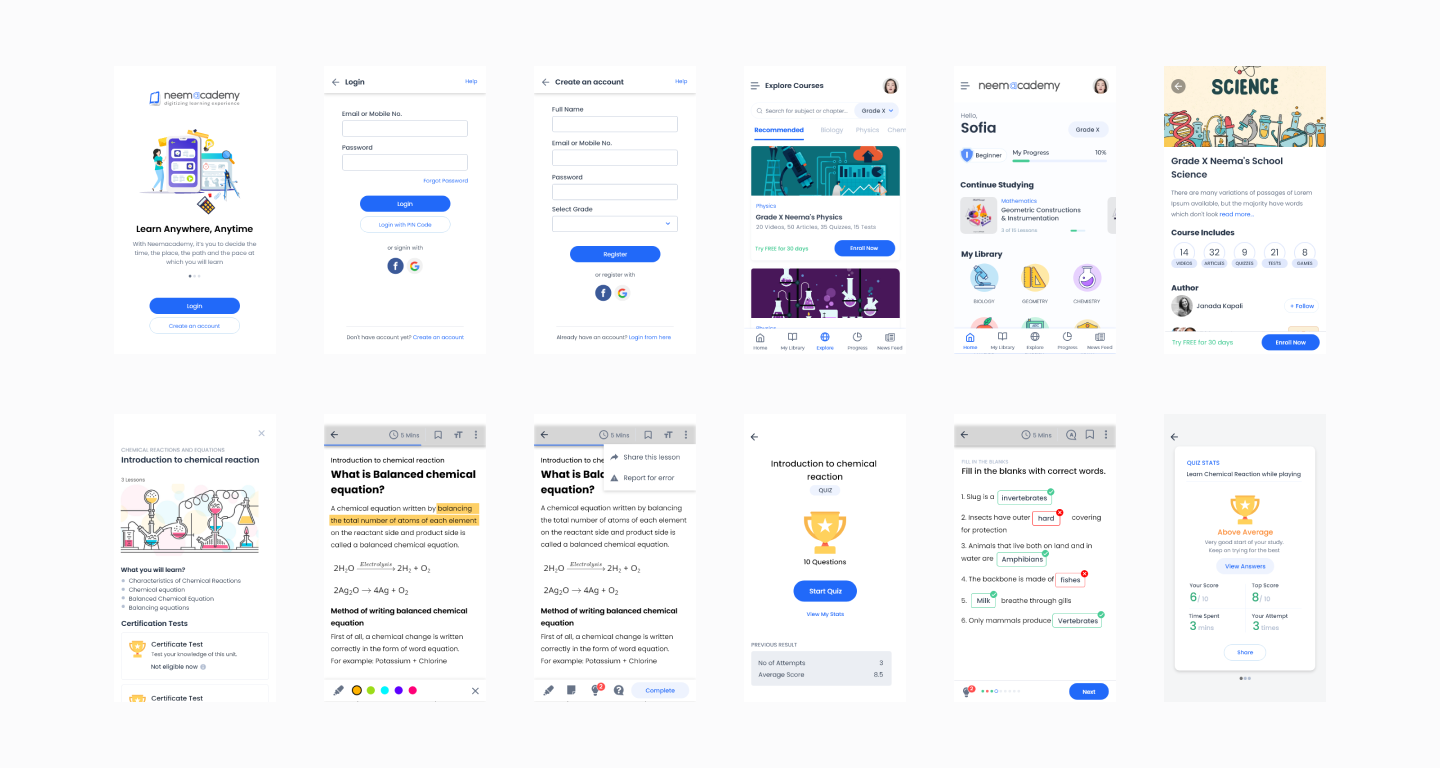 neem@cademy
digitizing learning experience
Learn Anywhere, Anytime
With Neemacademy, it's you to decide the
time, the place, the path and the pace at
which you will learn
Login
Create an account
Login
Help
Email or Mobile No.
Password
Forgot Password
Login
Login with PIN Code
or signin with
Don't have account yet? Create an account
Create an account
Help
Full Name
Email or Mobile No.
Password
Select Grade
Register
or register with
Already have an account? Login from here
Explore Courses
Search for subject or chapter...
Grade X
Recommended
Biology
Physics
Chem
Physics
Grade X Neema's Physics
20 Videos, 50 Articles, 35 Quizzes, 15 Tests
Try FREE for 30 days
Enroll Now
Physics
Home
My Library
Explore
Progress
News Feed
neem@cademy
Hello,
Sofia
Grade X
Beginner
My Progress
10%
Continue Studying
Mathematics
Geometric Constructions
& Instrumentation
3 of 15 Lessons
My Library
BIOLOGY
GEOMETRY
CHEMISTRY
Home
My Library
Explore
Progress
News Feed
SCIENCE
Grade X Neema's School
Science
There are many variations of passages of Lorem
Ipsum available, but the majority have words
which don't look read more...
Course Includes
14
32
9
21
8
VIDEOS
ARTICLES
QUIZZES
TESTS
GAMES
Author
Janada Kapali
+ Follow
Try FREE for 30 days
Enroll Now
CHEMICAL REACTIONS AND EQUATIONS
Introduction to chemical reaction
3 Lessons
What you will learn?
Characteristics of Chemical Reactions
Chemical equation
Balanced Chemical Equation
Balancing equations
Certification Tests
Certificate Test
Test your knowledge of this unit.
Not eligible now
Certificate Test
5 Mins
Introduction to chemical reaction
What is Balanced chemical
equation?
A chemical equation written by balancing
the total number of atoms of each element
on the reactant side and product side is
called a balanced chemical equation.
2H₂O Electrolysis → 2H₂ + O₂
2Ag₂O → 4Ag + O₂
Method of writing balanced chemical
equation
First of all, a chemical change is written
correctly in the form of word equation.
For example: Potassium + Chlorine
5 Mins
Share this lesson
Report for error
Introduction to ch
What is Bala
equation?
A chemical equation written by balancing
the total number of atoms of each element
on the reactant side and product side is
called a balanced chemical equation.
2H₂O Electrolysis → 2H₂ + O₂
2Ag₂O → 4Ag + O₂
Method of writing balanced chemical
equation
First of all, a chemical change is written
correctly in the form of word equation.
For example: Potassium + Chlorine
2
Complete
Introduction to chemical
reaction
QUIZ
10 Questions
Start Quiz
View My Stats
PREVIOUS RESULT
No of Attempts
3
Average Score
8.5
5 Mins
A
FILL IN THE BLANKS
Fill in the blanks with correct words.
1. Slug is a invertebrates
2. Insects have outer hard covering
for protection
3. Animals that live both on land and in
water are Amphibians
4. The backbone is made of fishes
5. Milk breathe through gills
6. Only mammals produce Vertebrates
2
Next
QUIZ STATS
Learn Chemical Reaction while playing
Above Average
Very good start of your study.
Keep on trying for the best
View Answers
Your Score
Top Score
6/ 10
8/ 10
Time Spent
Your Attempt
3 mins
3 times
Share